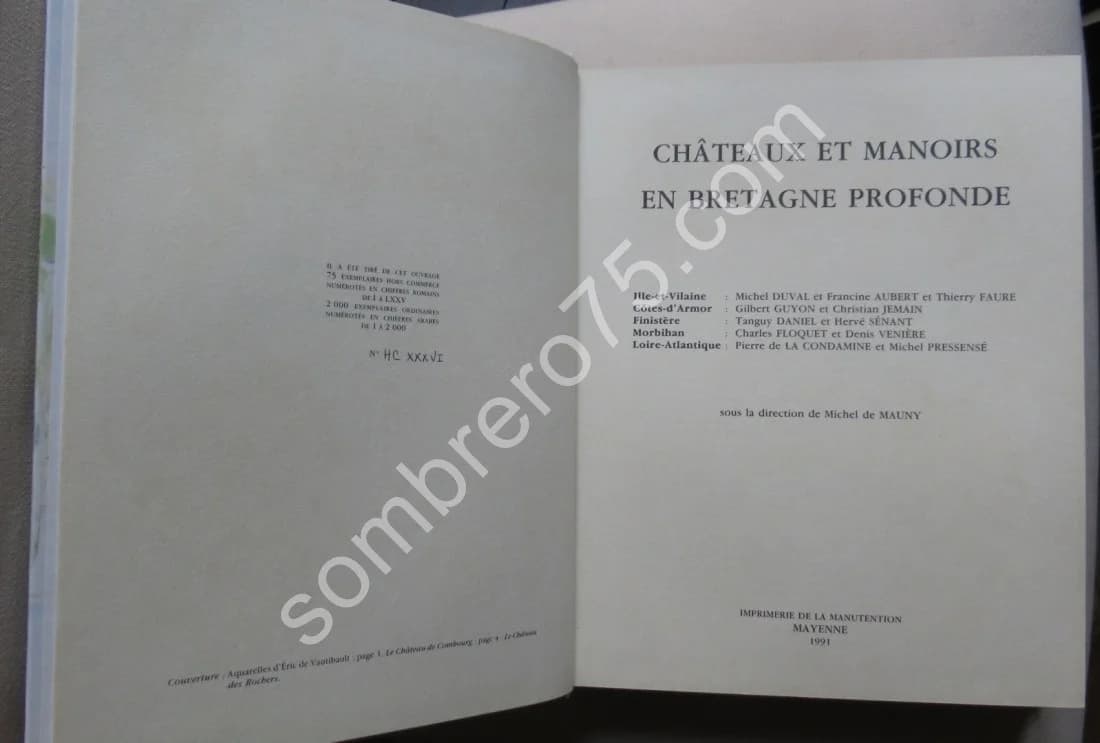 IL A ÉTÉ TIRÉ DE CET OUVRAGE
75 EXEMPLAIRES HORS COMMERCE
NUMÉROTÉS EN CHIFFRES ROMAINS
DE I À LXXV
2 000 EXEMPLAIRES ORDINAIRES
NUMÉROTÉS EN CHIFFRES ARABES
DE 1 À 2 000
N° HC XXXVI
Couverture : Aquarelles d'Éric de Vautibault : page 1, Le Château de Combourg ; page 4 Le Château
des Rochers.
CHÂTEAUX ET MANOIRS
EN BRETAGNE PROFONDE
Ille-et-Vilaine : Michel DUVAL et Francine AUBERT et Thierry FAURE
Côtes-d'Armor : Gilbert GUYON et Christian JEMAIN
Finistère : Tanguy DANIEL et Hervé SÉNANT
Morbihan : Charles FLOQUET et Denis VENIÈRE
Loire-Atlantique : Pierre de LA CONDAMINE et Michel PRESSENSÉ
sous la direction de Michel de MAUNY
IMPRIMERIE DE LA MANUTENTION
MAYENNE
1991
sombrero75.com